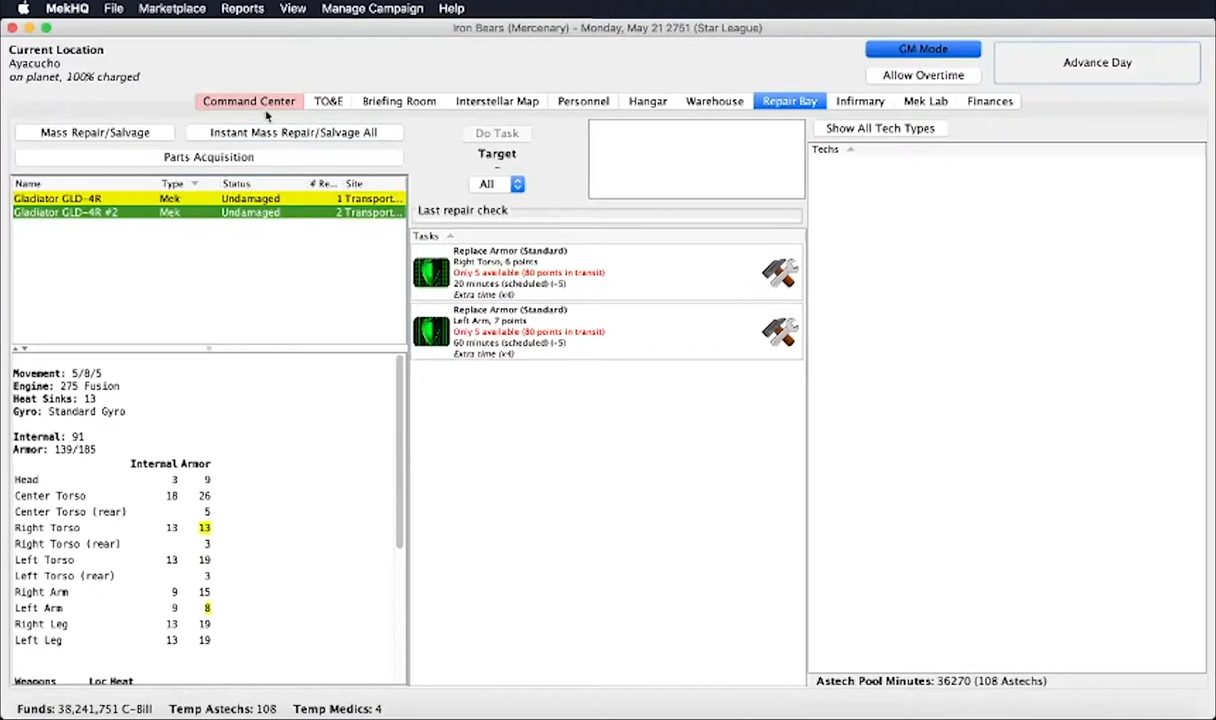 MekHQ File Marketplace Reports View Manage Campaign Help
Iron Bears (Mercenary) – Monday, May 21 2751 (Star League)
Current Location
Ayacucho
on planet, 100% charged
GM Mode
Allow Overtime
Advance Day
Command Center TO&E Briefing Room Interstellar Map Personnel Hangar Warehouse Repair Bay Infirmary Mek Lab Finances
Mass Repair/Salvage Instant Mass Repair/Salvage All
Parts Acquisition
Name Type Status # Re... Site
Gladiator GLD-4R Mek Undamaged 1 Transport...
Gladiator GLD-4R #2 Mek Undamaged 2 Transport...
Movement: 5/8/5
Engine: 275 Fusion
Heat Sinks: 13
Gyro: Standard Gyro
Internal: 91
Armor: 139/185
Internal Armor
Head 3 9
Center Torso 18 26
Center Torso (rear) 5
Right Torso 13 13
Right Torso (rear) 3
Left Torso 13 19
Left Torso (rear) 3
Right Arm 9 15
Left Arm 9 8
Right Leg 13 19
Left Leg 13 19
Weapons Loc Heat
Do Task
Target
-
All
Last repair check
Tasks
Replace Armor (Standard)
Right Torso, 6 points
Only 5 available (80 points in transit)
20 minutes (scheduled) (-5)
Extra time (x4)
Replace Armor (Standard)
Left Arm, 7 points
Only 5 available (80 points in transit)
60 minutes (scheduled) (-5)
Extra time (x4)
Show All Tech Types
Techs
Astech Pool Minutes: 36270 (108 Astechs)
Funds: 38,241,751 C-Bill Temp Astechs: 108 Temp Medics: 4